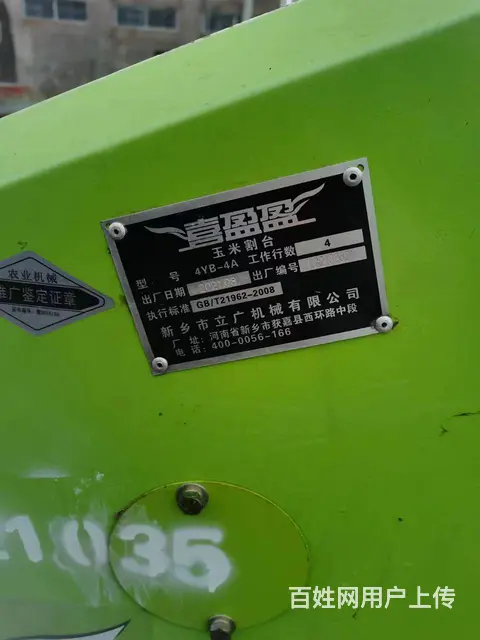 喜盈盈
玉米割台
型号 4YB-4A 工作行数 4
出厂日期 出厂编号
执行标准 GB/T21962-2008
新乡市立广机械有限公司
厂址:河南省新乡市获嘉县西环路中段
电话:400-0056-166
农业机械
推广鉴定证章
1035
百姓网用户上传